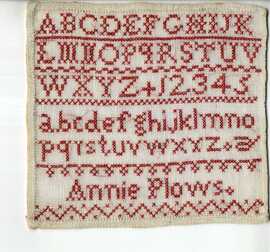 ABCDEFGHIJK
LMNOPQRSTUV
WXYZ+12345
abcdefghijklmno
pqrstuvwxyz.a
Annie Plows.